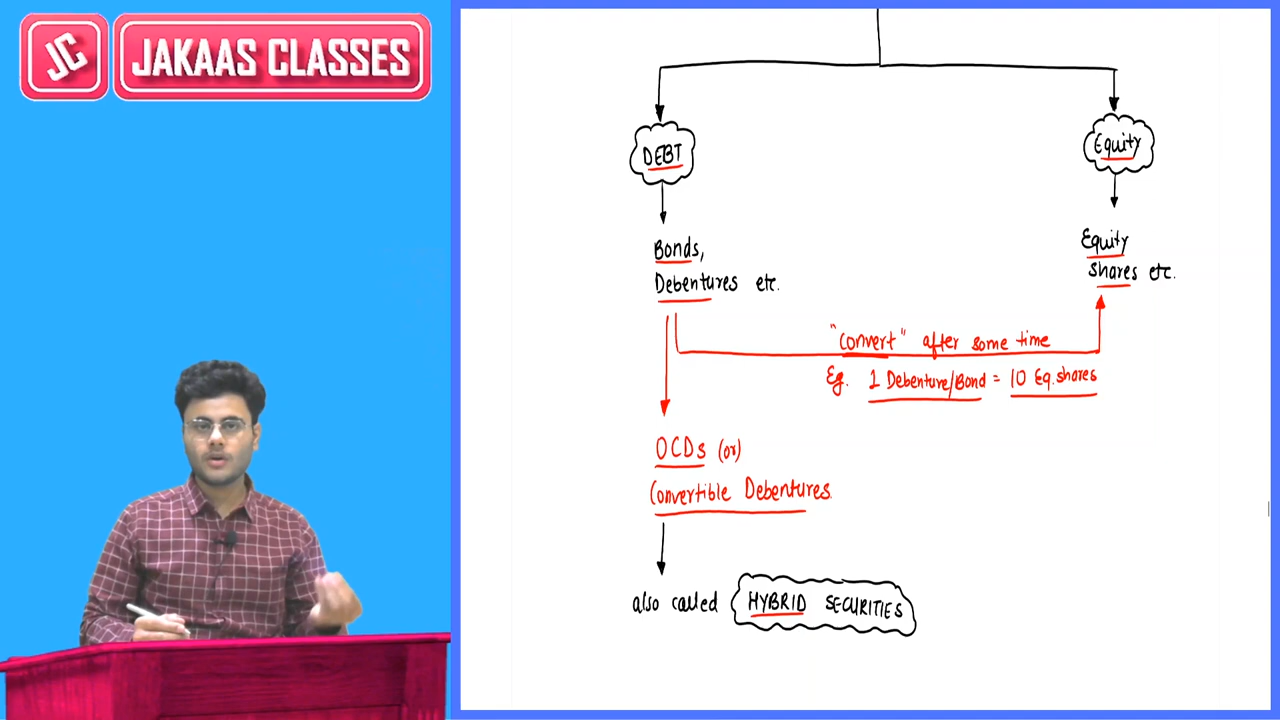 JC
JAKAAS CLASSES
DEBT
Equity
Bonds,
Debentures etc.
Equity
shares etc.
"convert" after some time
Eg. 1 Debenture/Bond = 10 Eq.shares
OCDs (or)
Convertible Debentures.
also called HYBRID SECURITIES